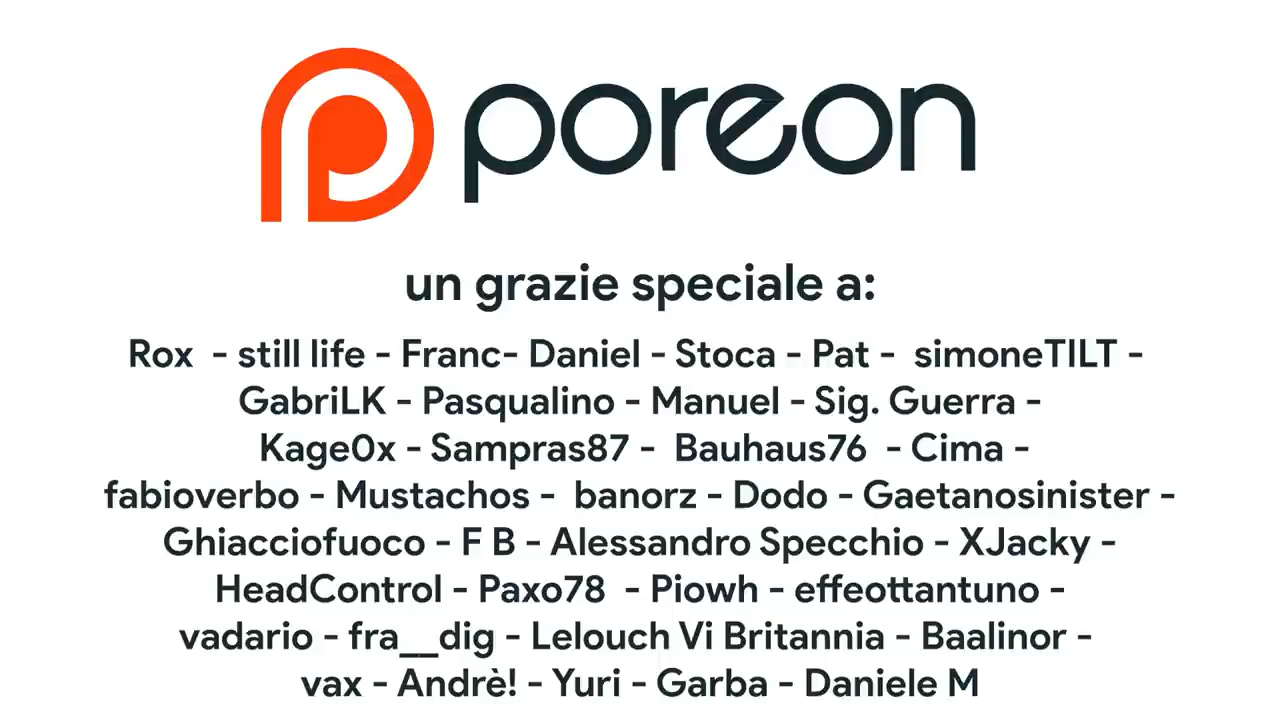 poreon
un grazie speciale a:
Rox - still life - Franc- Daniel - Stoca - Pat - simoneTILT -
GabriLK - Pasqualino - Manuel - Sig. Guerra -
Kage0x - Sampras87 - Bauhaus76 - Cima -
fabioverbo - Mustachos - banorz - Dodo - Gaetanosinister -
Ghiacciofuoco - F B - Alessandro Specchio - XJacky -
HeadControl - Paxo78 - Piowh - effeottantuno -
vadario - fra__dig - Lelouch Vi Britannia - Baalinor -
vax - Andrè! - Yuri - Garba - Daniele M